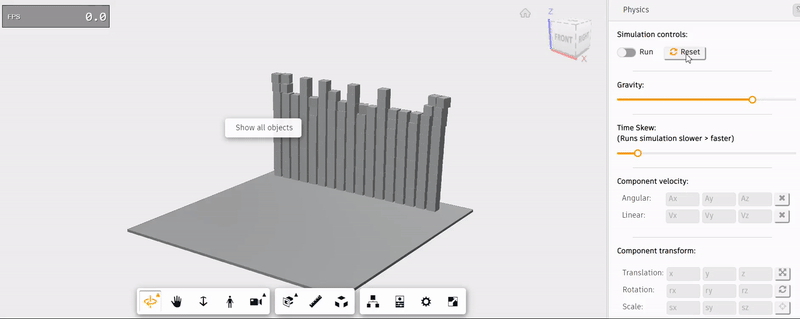 FPS 0.0
Z
FRONT
X
Show all objects
Physics
Simulation controls:
Run
Reset
Gravity:
Time Skew:
(Runs simulation slower > faster)
Component velocity:
Angular: Ax Ay Az
Linear: Vx Vy Vz
Component transform:
Translation: x y z
Rotation: rx ry rz
Scale: sx sy sz